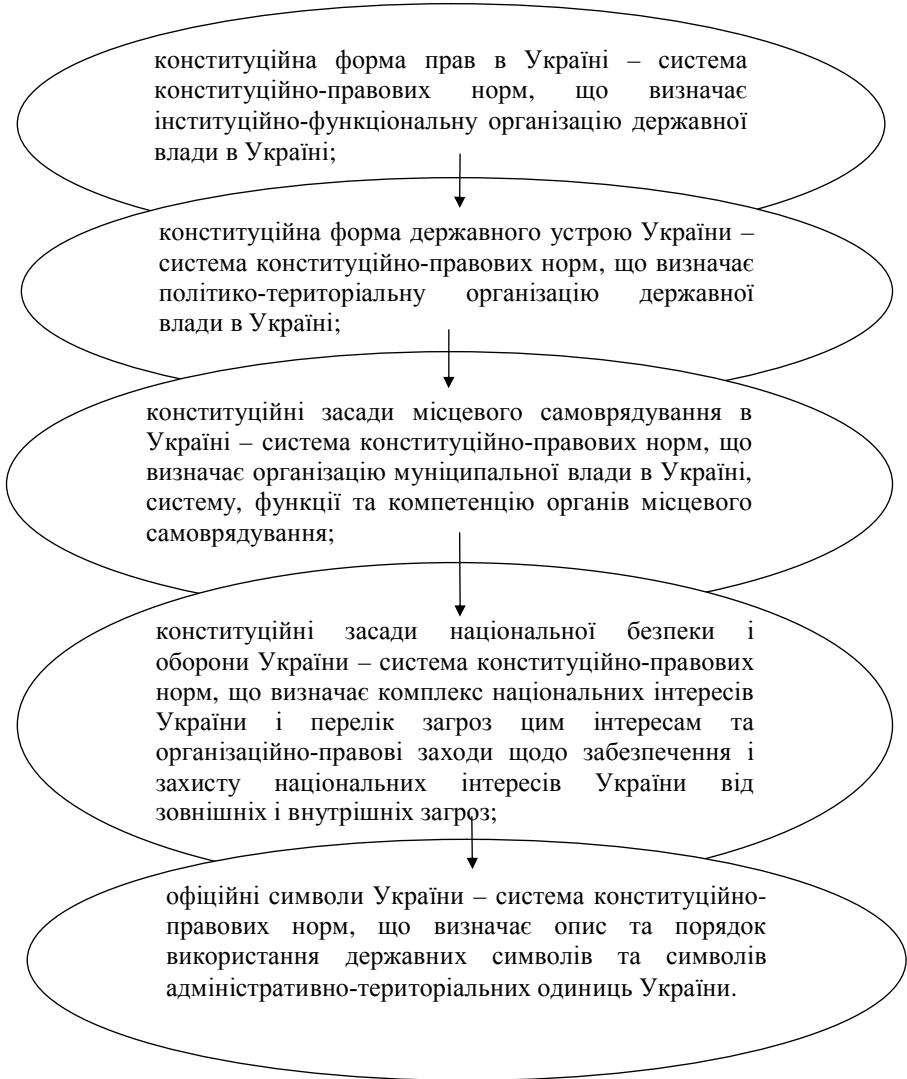 конституційна форма прав в Україні – система
конституційно-правових норм, що визначає
інституційно-функціональну організацію державної
влади в Україні;
конституційна форма державного устрою України –
система конституційно-правових норм, що визначає
політико-територіальну організацію державної
влади в Україні;
конституційні засади місцевого самоврядування в
Україні – система конституційно-правових норм, що
визначає організацію муніципальної влади в Україні,
систему, функції та компетенцію органів місцевого
самоврядування;
конституційні засади національної безпеки і
оборони України – система конституційно-правових
норм, що визначає комплекс національних інтересів
України і перелік загроз цим інтересам та
організаційно-правові заходи щодо забезпечення і
захисту національних інтересів України від
зовнішніх і внутрішніх загроз;
офіційні символи України – система конституційно-
правових норм, що визначає опис та порядок
використання державних символів та символів
адміністративно-територіальних одиниць України.